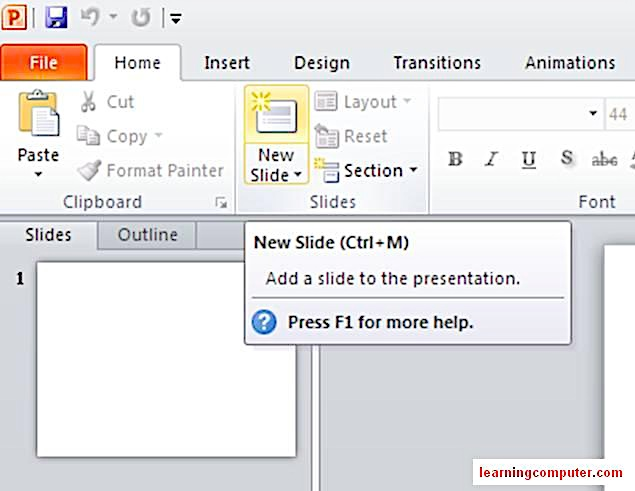 P
File Home Insert Design Transitions Animations
Cut
Copy
Format Painter
Paste
Clipboard
New
Slide
Layout
Reset
Section
Slides
44
B I U S abc
Font
Slides Outline
1
New Slide (Ctrl+M)
Add a slide to the presentation.
? Press F1 for more help.
learningcomputer.com